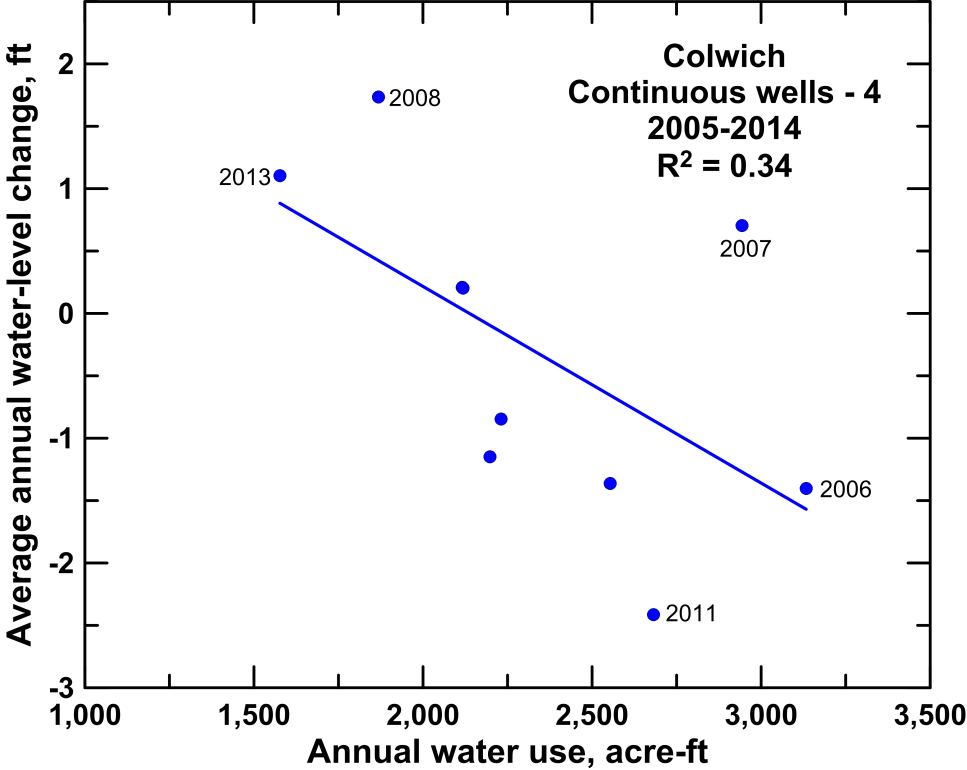 Colwich
Continuous wells - 4
2005-2014
R² = 0.34
2008
2013
2007
2006
2011
2
1
0
-1
-2
-3
Average annual water-level change, ft
1,000 1,500 2,000 2,500 3,000 3,500
Annual water use, acre-ft